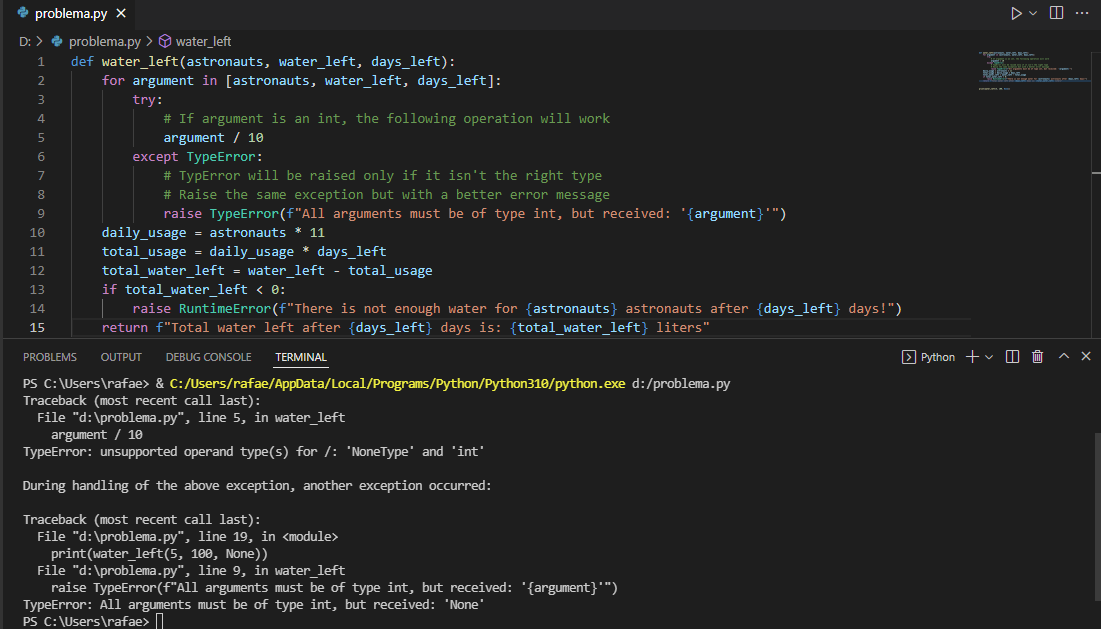 problema.py
D: > problema.py > water_left
1 def water_left(astronauts, water_left, days_left):
2     for argument in [astronauts, water_left, days_left]:
3         try:
4             # If argument is an int, the following operation will work
5             argument / 10
6         except TypeError:
7             # TypError will be raised only if it isn't the right type
8             # Raise the same exception but with a better error message
9             raise TypeError(f"All arguments must be of type int, but received: '{argument}'")
10     daily_usage = astronauts * 11
11     total_usage = daily_usage * days_left
12     total_water_left = water_left - total_usage
13     if total_water_left < 0:
14         raise RuntimeError(f"There is not enough water for {astronauts} astronauts after {days_left} days!")
15     return f"Total water left after {days_left} days is: {total_water_left} liters"
PROBLEMS OUTPUT DEBUG CONSOLE TERMINAL Python
PS C:\Users\rafae> & C:/Users/rafae/AppData/Local/Programs/Python/Python310/python.exe d:/problema.py
Traceback (most recent call last):
  File "d:\problema.py", line 5, in water_left
    argument / 10
TypeError: unsupported operand type(s) for /: 'NoneType' and 'int'

During handling of the above exception, another exception occurred:

Traceback (most recent call last):
  File "d:\problema.py", line 19, in <module>
    print(water_left(5, 100, None))
  File "d:\problema.py", line 9, in water_left
    raise TypeError(f"All arguments must be of type int, but received: '{argument}'")
TypeError: All arguments must be of type int, but received: 'None'
PS C:\Users\rafae>